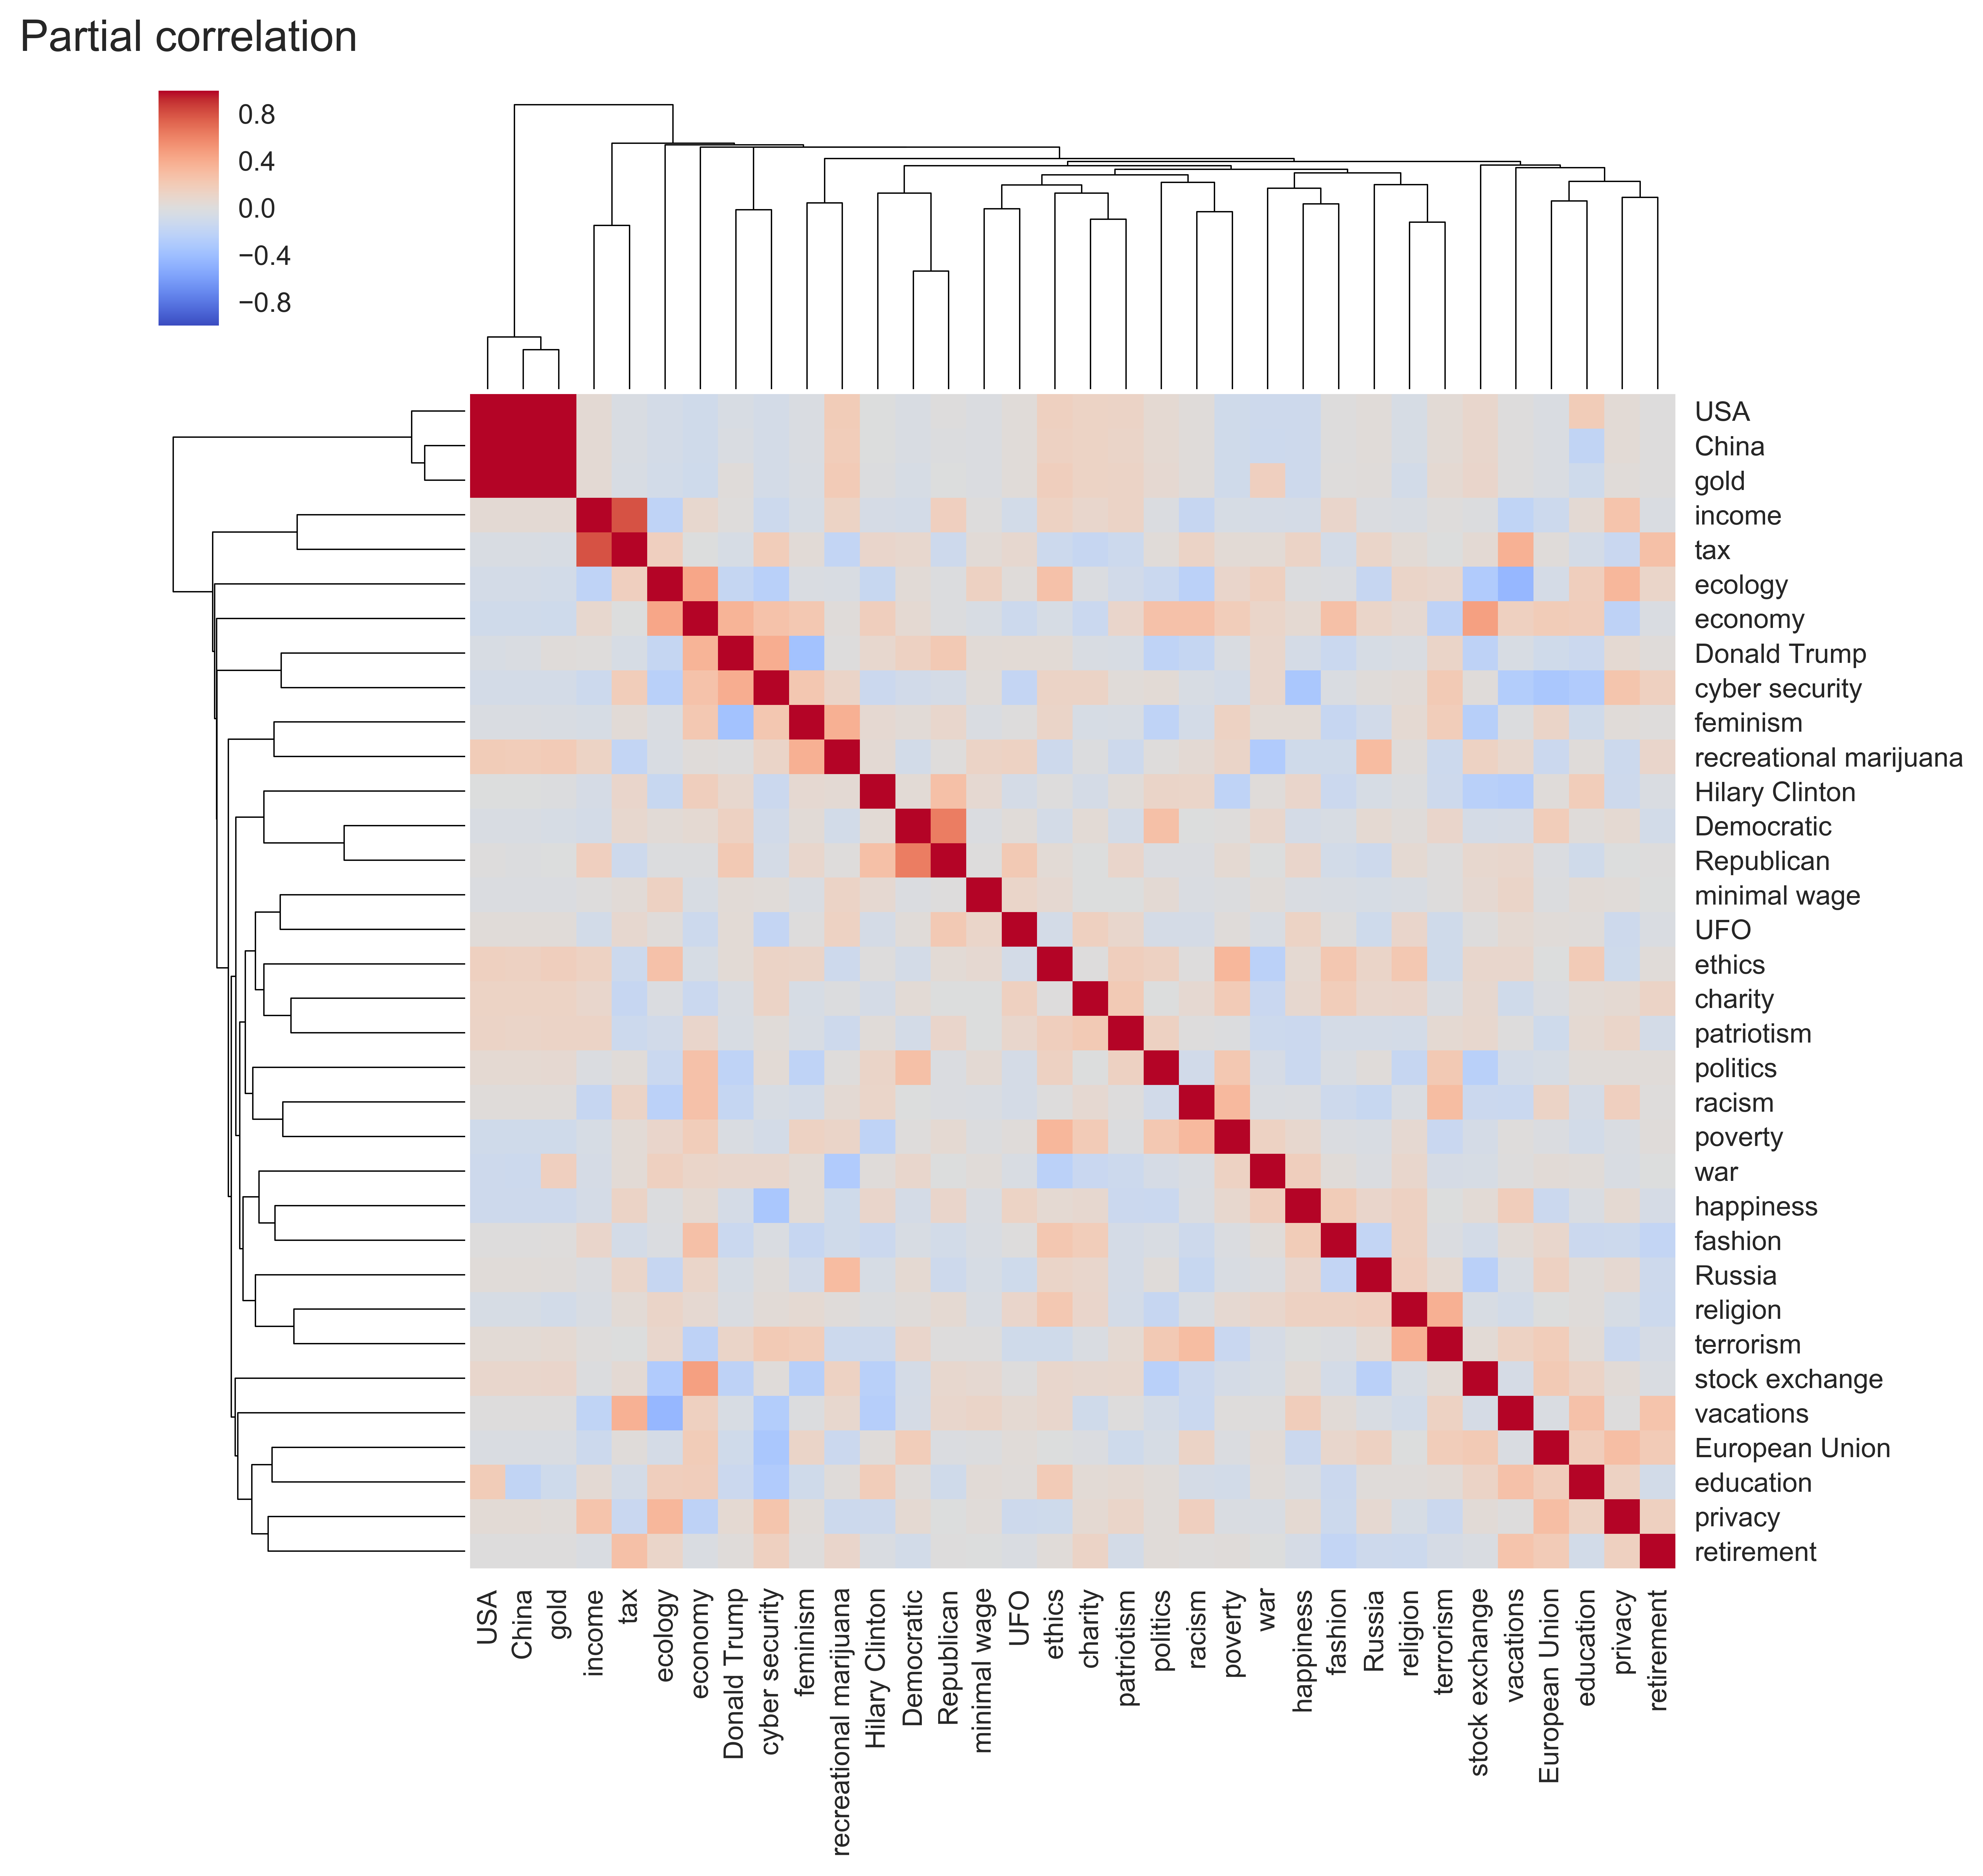 Partial correlation
0.8
0.4
0.0
−0.4
−0.8
USA
China
gold
income
tax
ecology
economy
Donald Trump
cyber security
feminism
recreational marijuana
Hilary Clinton
Democratic
Republican
minimal wage
UFO
ethics
charity
patriotism
politics
racism
poverty
war
happiness
fashion
Russia
religion
terrorism
stock exchange
vacations
European Union
education
privacy
retirement
USA
China
gold
income
tax
ecology
economy
Donald Trump
cyber security
feminism
recreational marijuana
Hilary Clinton
Democratic
Republican
minimal wage
UFO
ethics
charity
patriotism
politics
racism
poverty
war
happiness
fashion
Russia
religion
terrorism
stock exchange
vacations
European Union
education
privacy
retirement